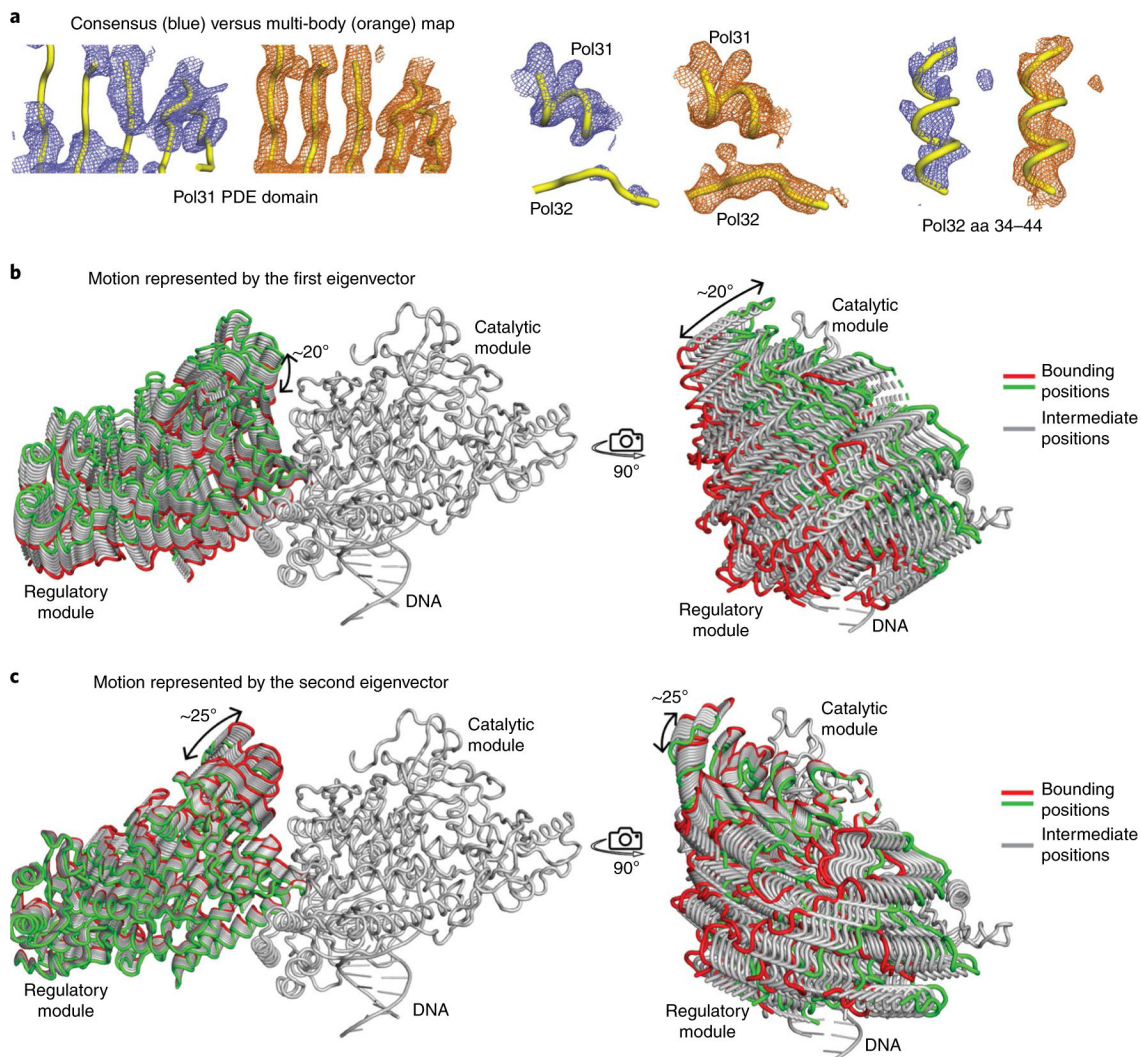 a
Consensus (blue) versus multi-body (orange) map
Pol31 PDE domain
Pol31
Pol32
Pol31
Pol32
Pol32 aa 34–44
b
Motion represented by the first eigenvector
~20°
Catalytic
module
Regulatory
module
DNA
90°
~20°
Catalytic
module
Regulatory
module
DNA
Bounding
positions
Intermediate
positions
c
Motion represented by the second eigenvector
~25°
Catalytic
module
Regulatory
module
DNA
90°
~25°
Catalytic
module
Regulatory
module
DNA
Bounding
positions
Intermediate
positions